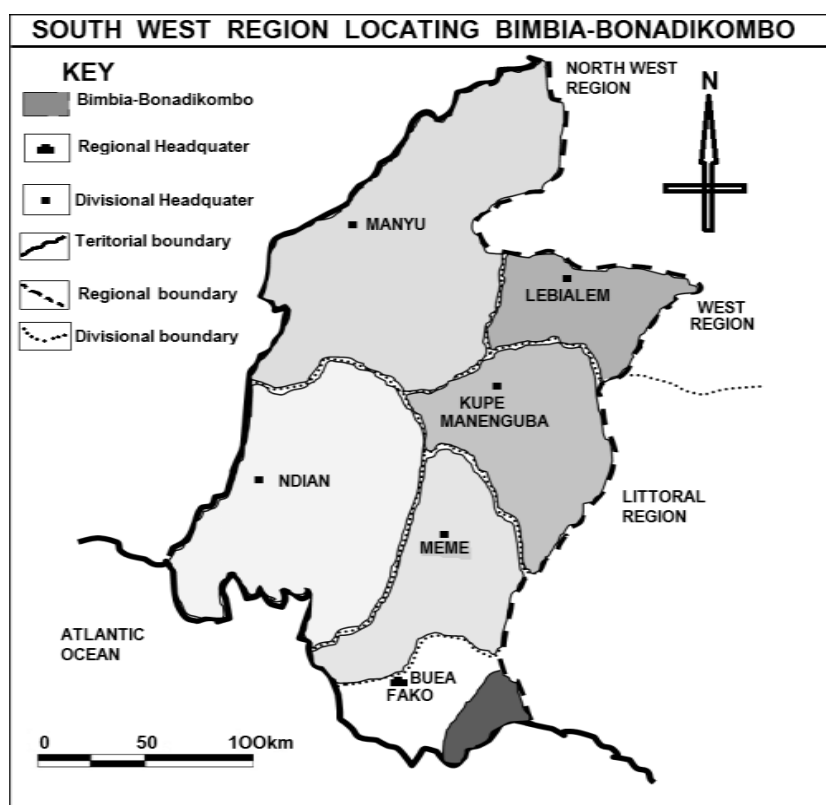 SOUTH WEST REGION LOCATING BIMBIA-BONADIKOMBO
KEY
Bimbia-Bonadikombo
Regional Headquater
Divisional Headquater
Teritorial boundary
Regional boundary
Divisional boundary
NORTH WEST
REGION
N
MANYU
LEBIALEM
WEST
REGION
KUPE
MANENGUBA
NDIAN
LITTORAL
REGION
MEME
ATLANTIC
OCEAN
BUEA
FAKO
0 50 100km